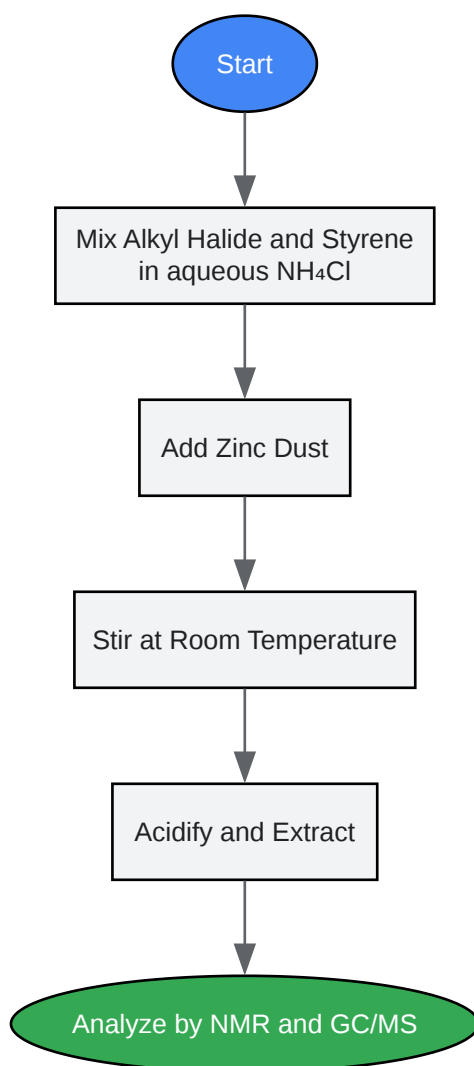 Start
Mix Alkyl Halide and Styrene
in aqueous NH₄Cl
Add Zinc Dust
Stir at Room Temperature
Acidify and Extract
Analyze by NMR and GC/MS